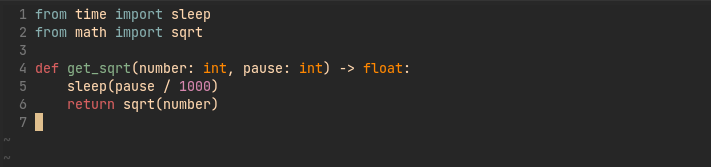 1 from time import sleep
2 from math import sqrt
3
4 def get_sqrt(number: int, pause: int) -> float:
5     sleep(pause / 1000)
6     return sqrt(number)
7
~
~